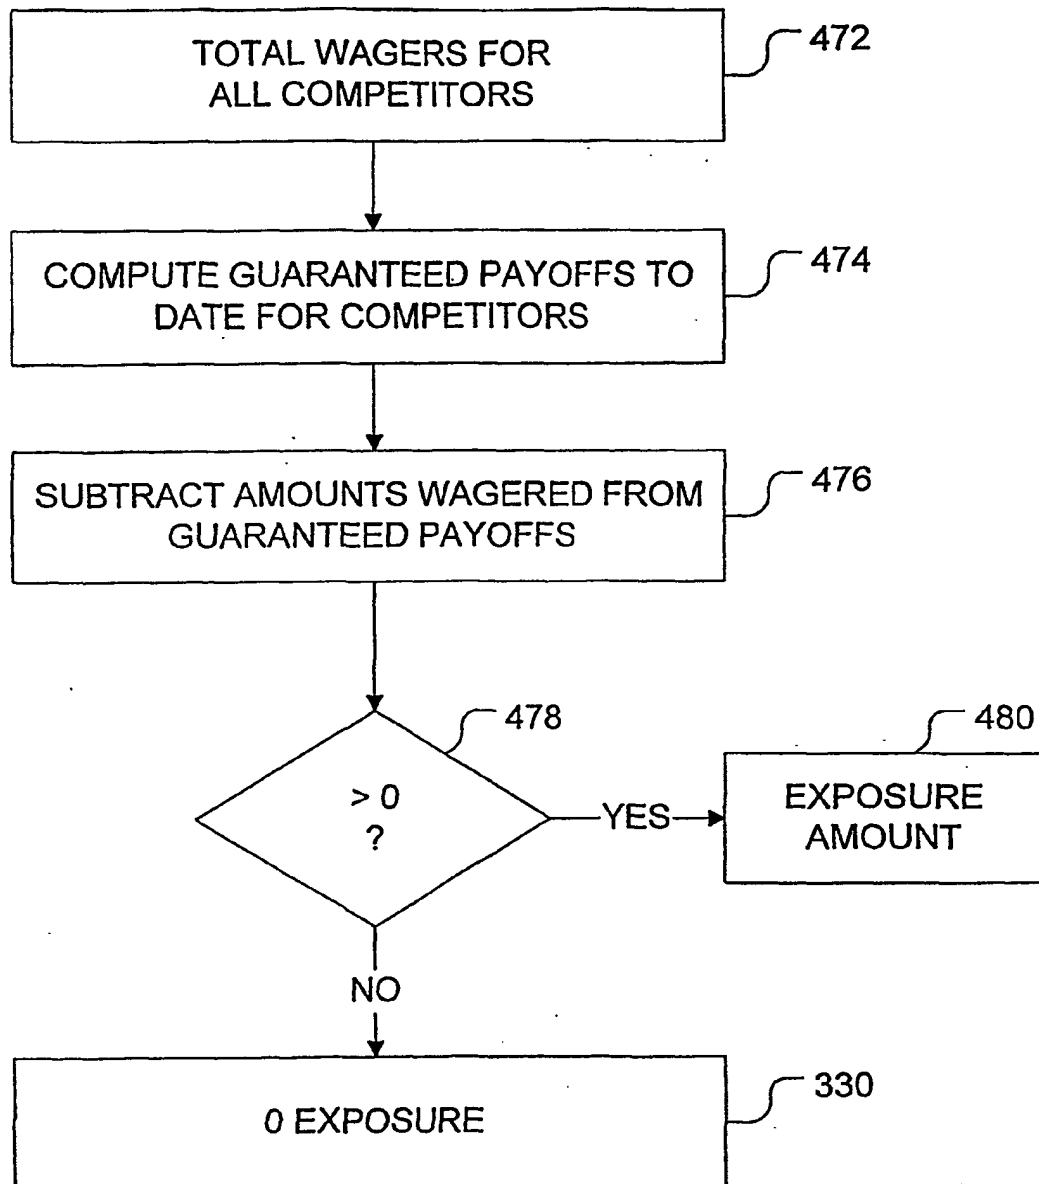 TOTAL WAGERS FOR
ALL COMPETITORS
472
COMPUTE GUARANTEED PAYOFFS TO
DATE FOR COMPETITORS
474
SUBTRACT AMOUNTS WAGERED FROM
GUARANTEED PAYOFFS
476
478
> 0
?
YES
480
EXPOSURE
AMOUNT
NO
0 EXPOSURE
330